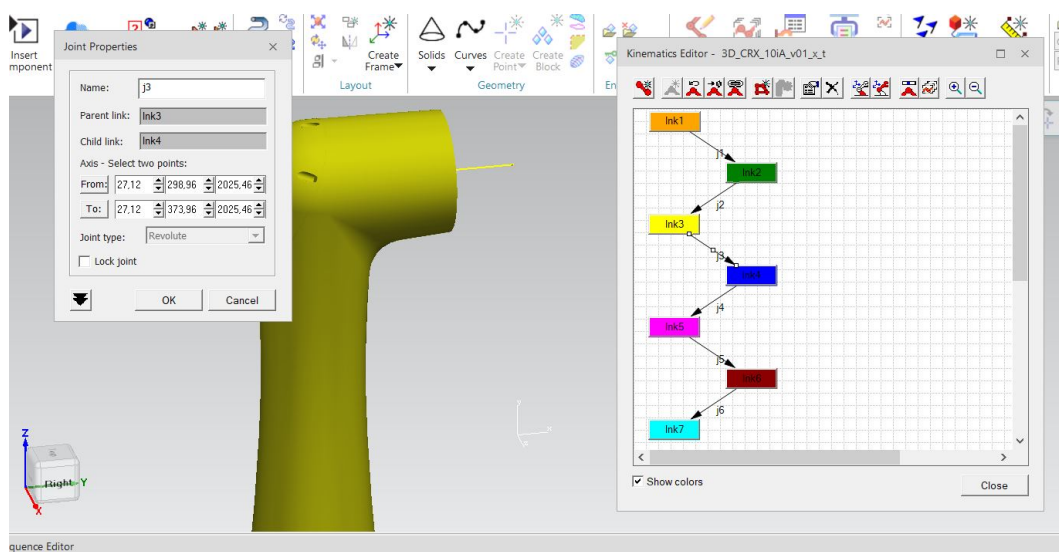 Insert
mponent
Create
Frame
Layout
Solids
Curves
Create
Point
Create
Block
Geometry
En
Joint Properties
Name: j3
Parent link: lnk3
Child link: lnk4
Axis - Select two points:
From: 27,12 298,96 2025,46
To: 27,12 373,96 2025,46
Joint type: Revolute
Lock joint
OK Cancel
Kinematics Editor - 3D_CRX_10iA_v01_x_t
lnk1
j1
lnk2
j2
lnk3
j3
lnk4
j4
lnk5
j5
lnk6
j6
lnk7
Show colors
Close
Z
Right
Y
X
quence Editor